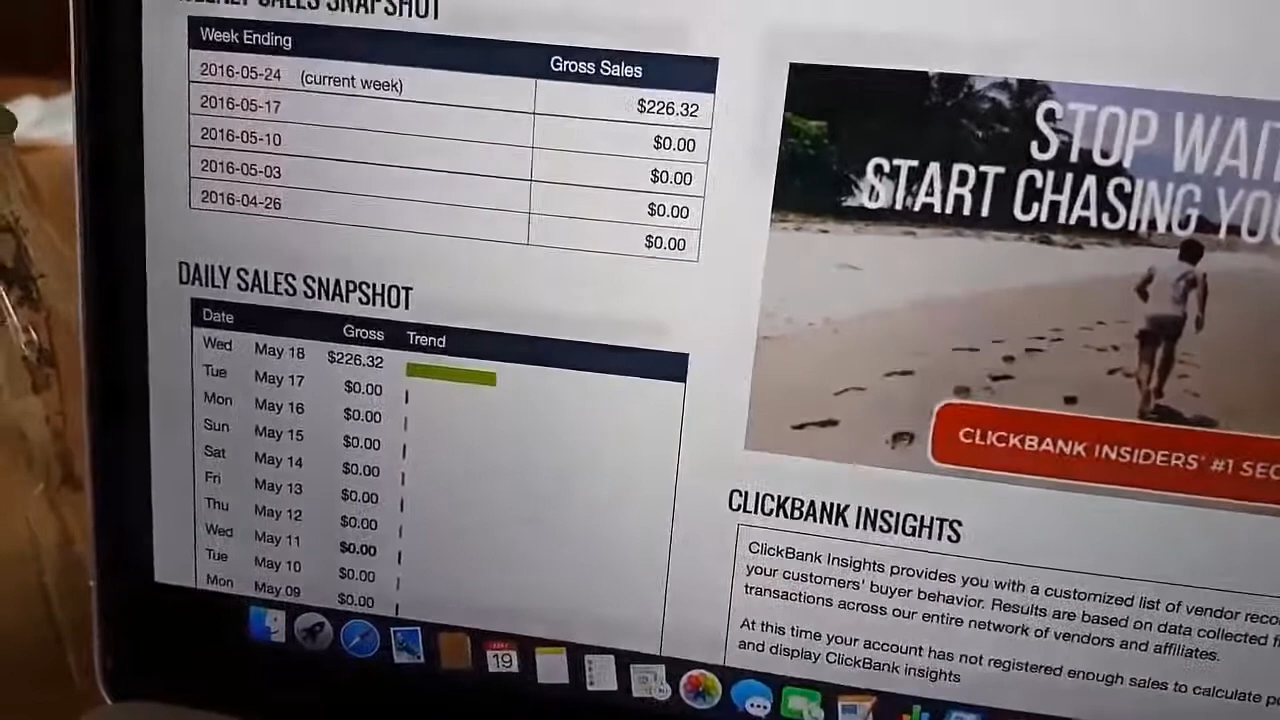 WEEKLY SALES SNAPSHOT
Week Ending Gross Sales
2016-05-24 (current week) $226.32
2016-05-17 $0.00
2016-05-10 $0.00
2016-05-03 $0.00
2016-04-26 $0.00
DAILY SALES SNAPSHOT
Date Gross Trend
Wed May 18 $226.32
Tue May 17 $0.00
Mon May 16 $0.00
Sun May 15 $0.00
Sat May 14 $0.00
Fri May 13 $0.00
Thu May 12 $0.00
Wed May 11 $0.00
Tue May 10 $0.00
Mon May 09 $0.00
STOP WAIT
START CHASING YOU
CLICKBANK INSIDERS' #1 SEC
CLICKBANK INSIGHTS
ClickBank Insights provides you with a customized list of vendor reco
your customers' buyer behavior. Results are based on data collected f
transactions across our entire network of vendors and affiliates.
At this time your account has not registered enough sales to calculate
and display ClickBank insights
19